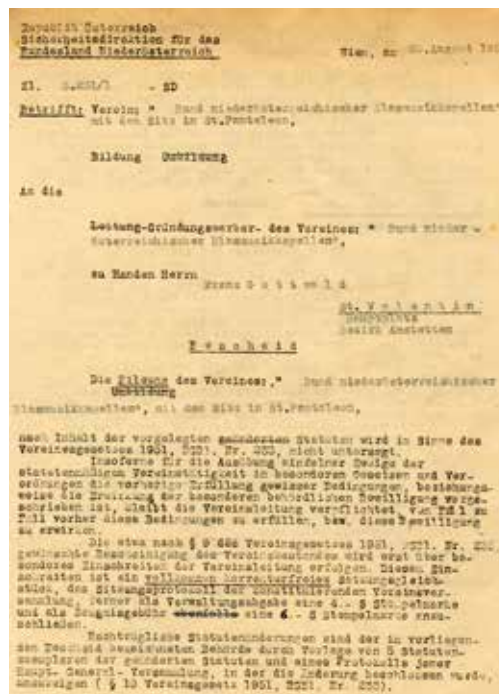 Republik Österreich
Sicherheitsdirektion für das
Bundesland Niederösterreich
Wien, am August
Zl. - SD
Betrifft: Verein: " Bund niederösterreichischer Blasmusikkapellen"
mit dem Sitz in St.Pantaleon,
Bildung Umbildung
An die
Leitung-Gründungswerber- des Vereines: " Bund nieder -
österreichischer Blasmusikkapellen",
zu Handen Herrn
Franz G o t t w a l d
St. V a l e n t i n
Bezirk Amstetten
B e s c h e i d
Die Bildung des Vereines: " Bund niederösterreichischer
Umbildung
Blasmusikkapellen", mit dem Sitz in St.Pantaleon,
nach Inhalt der vorgelegten geänderten Statuten wird im Sinne des
Vereinsgesetzes 1951, BGBl. Nr. 233, nicht untersagt.
Insoferne für die Ausübung einzelner Zweige der
statutenmäßigen Vereinstätigkeit in besonderen Gesetzen und Ver-
ordnungen die vorherige Erfüllung gewisser Bedingungen, beziehungs-
weise die Erwirkung der besonderen behördlichen Bewilligung vorge-
schrieben ist, bleibt die Vereinsleitung verpflichtet, von Fall zu
Fall vorher diese Bedingungen zu erfüllen, bzw. diese Bewilligung
zu erwirken.
Die etwa nach § 9 des Vereinsgesetzes 1951, BGBl. Nr. 233,
gewünschte Bescheinigung des Vereinsbestandes wird erst über be-
sonderes Einschreiten der Vereinsleitung erfolgen. Diesem Ein-
schreiten ist ein vollkommen korrekturfreies Satzungsgleich-
stück, das Sitzungsprotokoll der konstituierenden Vereinsver-
sammlung, ferner als Verwaltungsabgabe eine S Stempelmarke
und als Zeugnisgebühr ebenfalls eine S Stempelmarke anzu-
schließen.
Nachträgliche Statutenänderungen sind der im vorliegen-
den Bescheid bezeichneten Behörde durch Vorlage von 5 Statuten-
exemplaren der geänderten Statuten und eines Protokolls jener
Haupt- General- Versammlung, in der die Änderung beschlossen wurde,
anzuzeigen ( § 10 Vereinsgesetz 1951, BGBl. Nr. 233).